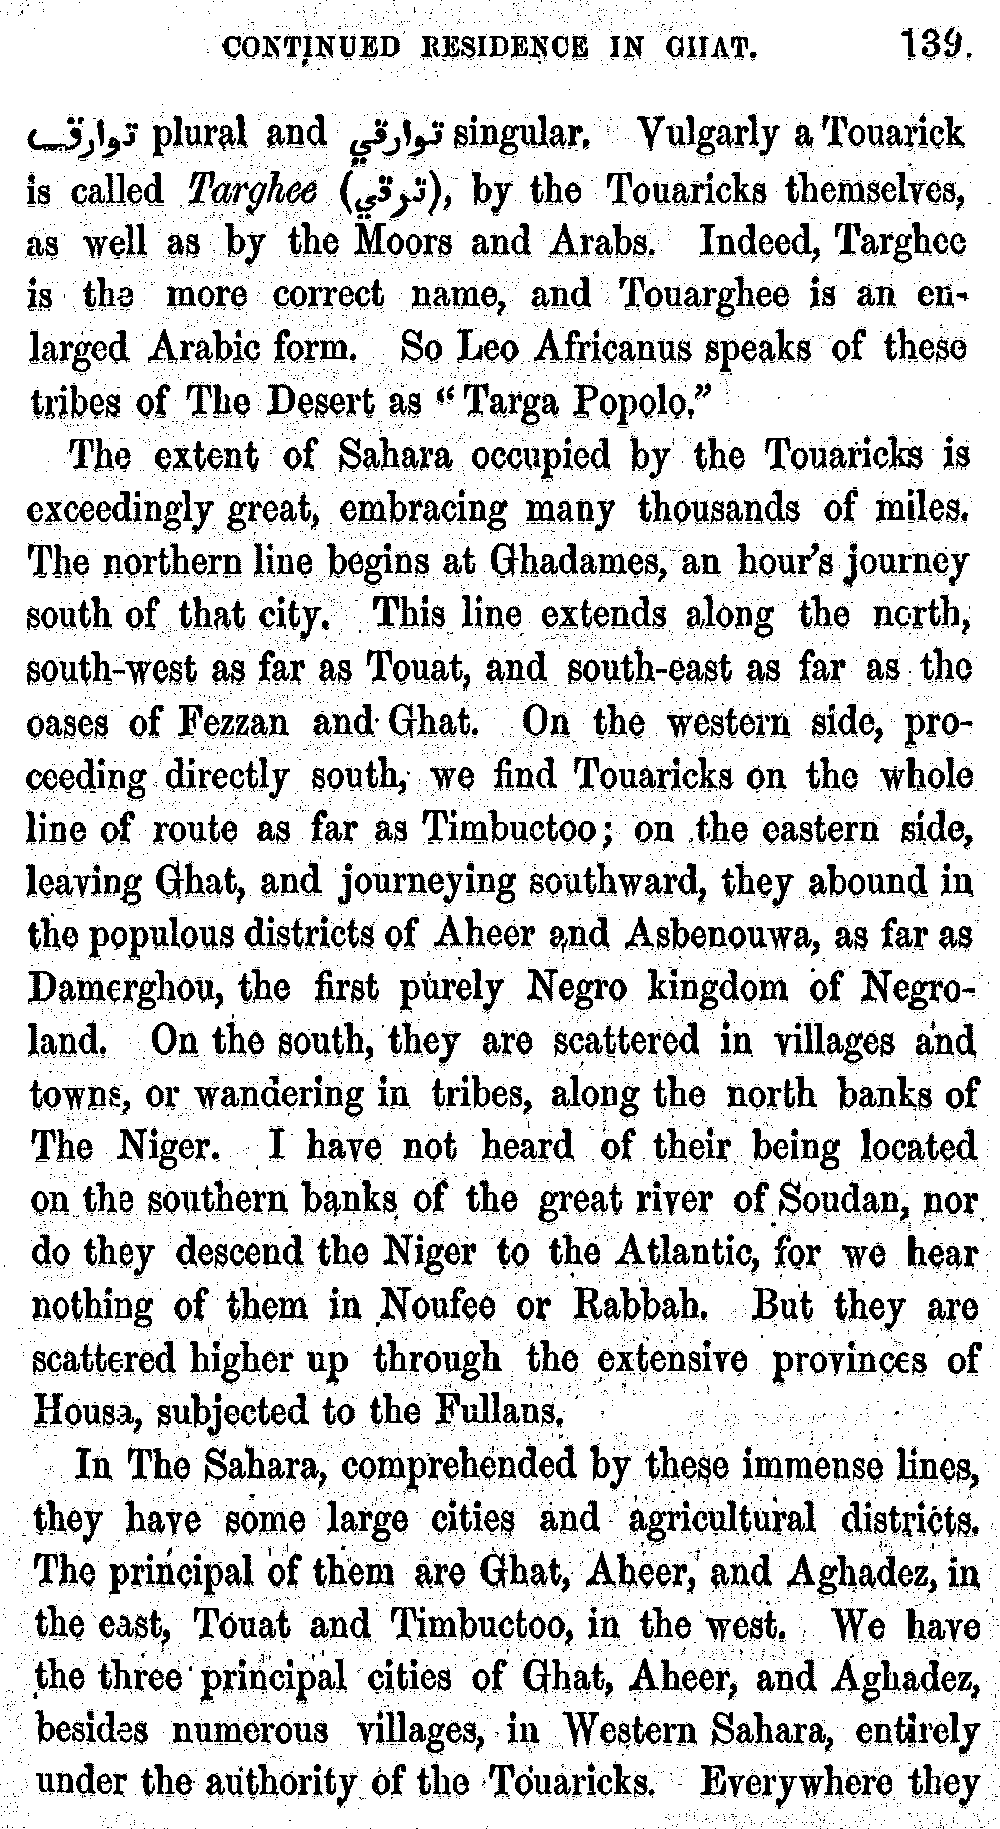 CONTINUED RESIDENCE IN GHAT. 139.
توارق plural and توارقي singular. Vulgarly a Touarick
is called Targhee (ترقي), by the Touaricks themselves,
as well as by the Moors and Arabs. Indeed, Targhee
is the more correct name, and Touarghee is an en-
larged Arabic form. So Leo Africanus speaks of these
tribes of The Desert as “Targa Popolo.”
The extent of Sahara occupied by the Touaricks is
exceedingly great, embracing many thousands of miles.
The northern line begins at Ghadames, an hour's journey
south of that city. This line extends along the north,
south-west as far as Touat, and south-east as far as the
oases of Fezzan and Ghat. On the western side, pro-
ceeding directly south, we find Touaricks on the whole
line of route as far as Timbuctoo; on the eastern side,
leaving Ghat, and journeying southward, they abound in
the populous districts of Aheer and Asbenouwa, as far as
Damerghou, the first purely Negro kingdom of Negro-
land. On the south, they are scattered in villages and
towns, or wandering in tribes, along the north banks of
The Niger. I have not heard of their being located
on the southern banks of the great river of Soudan, nor
do they descend the Niger to the Atlantic, for we hear
nothing of them in Noufee or Rabbah. But they are
scattered higher up through the extensive provinces of
Housa, subjected to the Fullans.
In The Sahara, comprehended by these immense lines,
they have some large cities and agricultural districts.
The principal of them are Ghat, Aheer, and Aghadez, in
the east, Touat and Timbuctoo, in the west. We have
the three principal cities of Ghat, Aheer, and Aghadez,
besides numerous villages, in Western Sahara, entirely
under the authority of the Touaricks. Everywhere they